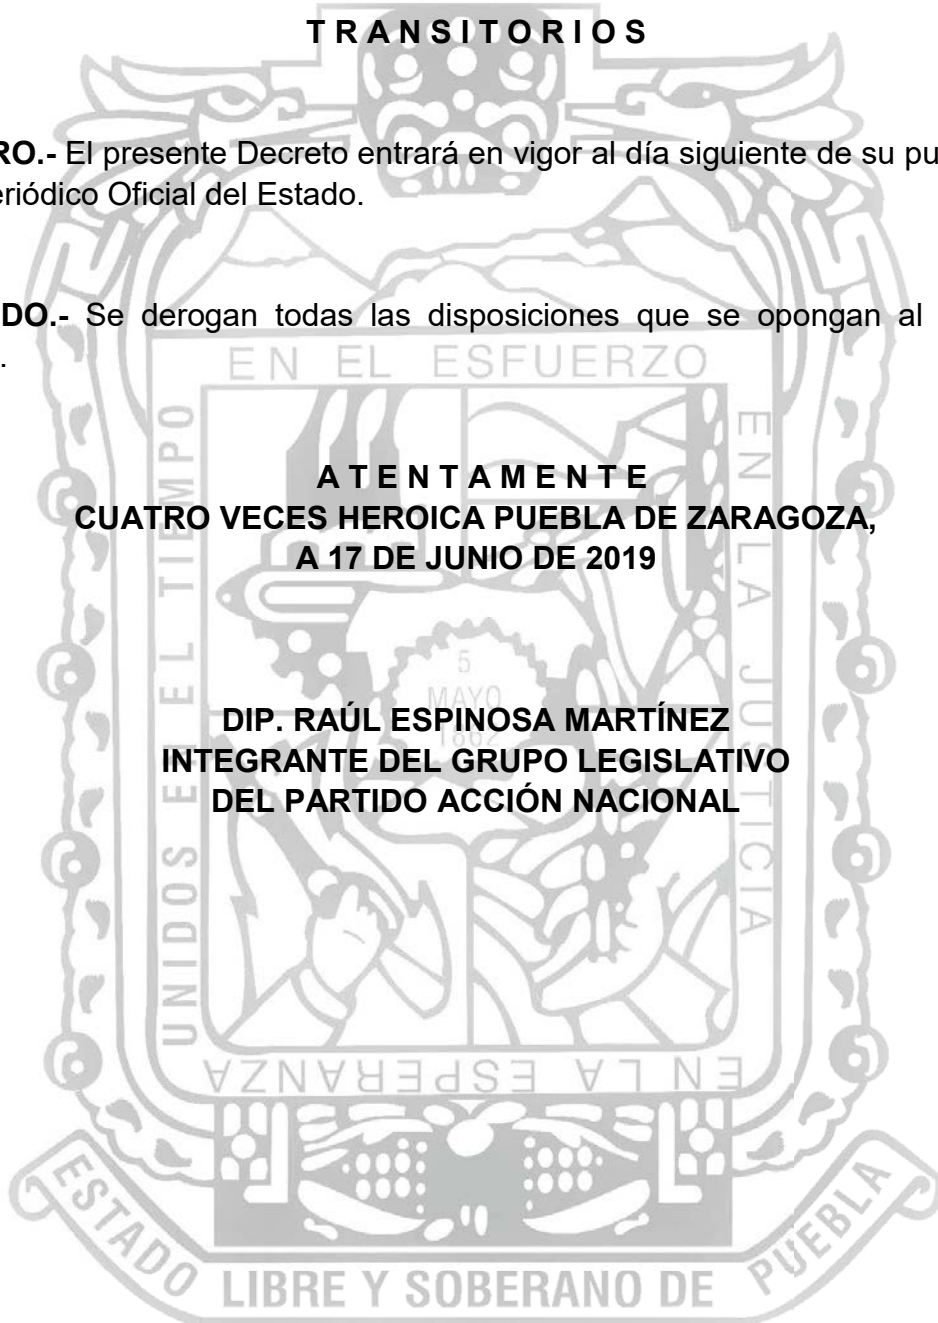 T R A N S I T O R I O S
RO.- El presente Decreto entrará en vigor al día siguiente de su pu
eriódico Oficial del Estado.
DO.- Se derogan todas las disposiciones que se opongan al
.
EN EL ESFUERZO
EN LA JUSTICIA
EN LA ESPERANZA
UNIDOS EN EL TIEMPO
A T E N T A M E N T E
CUATRO VECES HEROICA PUEBLA DE ZARAGOZA,
A 17 DE JUNIO DE 2019
5
MAYO
1862
DIP. RAÚL ESPINOSA MARTÍNEZ
INTEGRANTE DEL GRUPO LEGISLATIVO
DEL PARTIDO ACCIÓN NACIONAL
ESTADO LIBRE Y SOBERANO DE PUEBLA